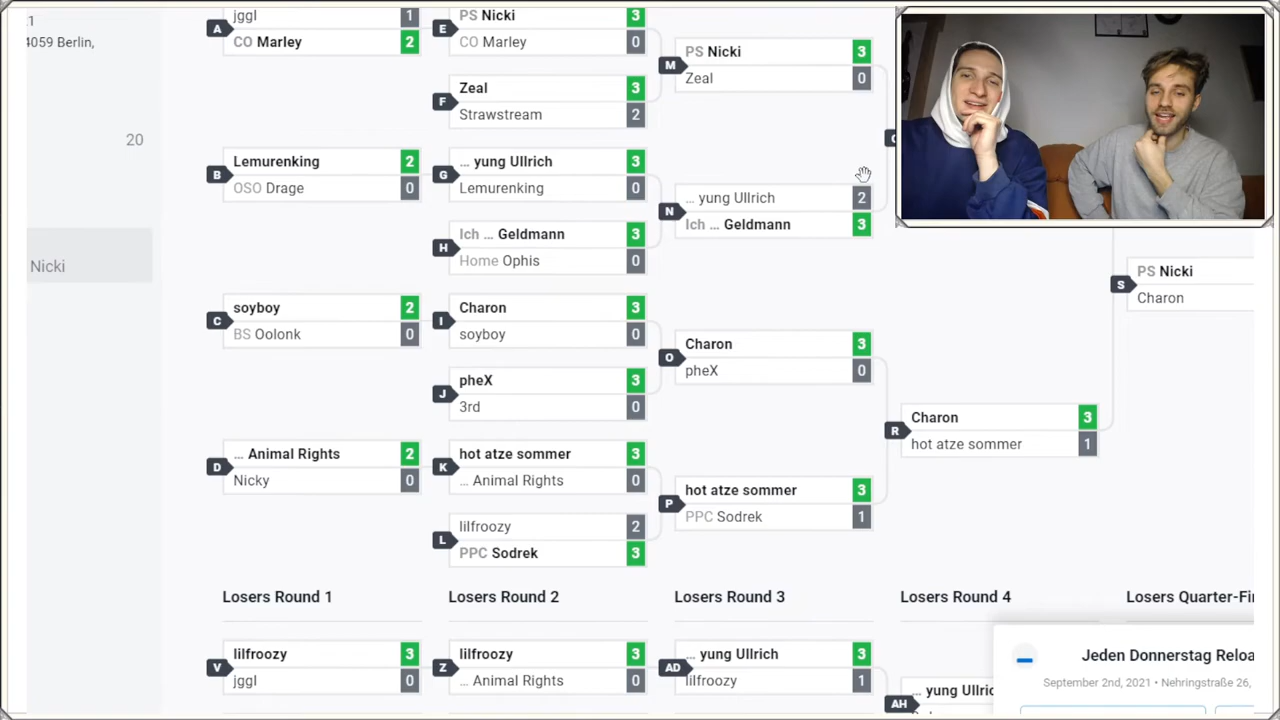 4059 Berlin,
20
Nicki
A
jggl 1
CO Marley 2
B
Lemurenking 2
OSO Drage 0
C
soyboy 2
BS Oolonk 0
D
... Animal Rights 2
Nicky 0
E
PS Nicki 3
CO Marley 0
F
Zeal 3
Strawstream 2
G
... yung Ullrich 3
Lemurenking 0
H
Ich ... Geldmann 3
Home Ophis 0
I
Charon 3
soyboy 0
J
pheX 3
3rd 0
K
hot atze sommer 3
... Animal Rights 0
L
lilfroozy 2
PPC Sodrek 3
M
PS Nicki 3
Zeal 0
N
... yung Ullrich 2
Ich ... Geldmann 3
O
Charon 3
pheX 0
P
hot atze sommer 3
PPC Sodrek 1
R
Charon 3
hot atze sommer 1
S
PS Nicki
Charon
Losers Round 1
Losers Round 2
Losers Round 3
Losers Round 4
Losers Quarter-Fi
V
lilfroozy 3
jggl 0
Z
lilfroozy 3
... Animal Rights 0
AD
... yung Ullrich 3
lilfroozy 1
AH
... yung Ullric
Jeden Donnerstag Reloa
September 2nd, 2021 • Nehringstraße 26,